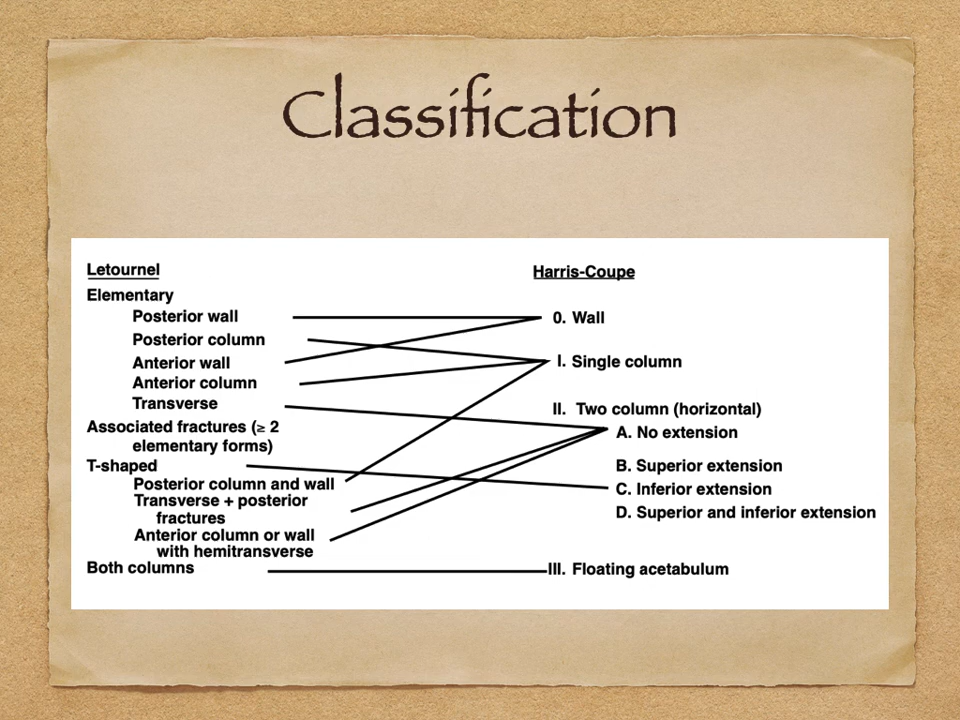 Classification
Letournel
Elementary
Posterior wall
Posterior column
Anterior wall
Anterior column
Transverse
Associated fractures (≥ 2
elementary forms)
T-shaped
Posterior column and wall
Transverse + posterior
fractures
Anterior column or wall
with hemitransverse
Both columns
Harris-Coupe
0. Wall
I. Single column
II. Two column (horizontal)
A. No extension
B. Superior extension
C. Inferior extension
D. Superior and inferior extension
III. Floating acetabulum